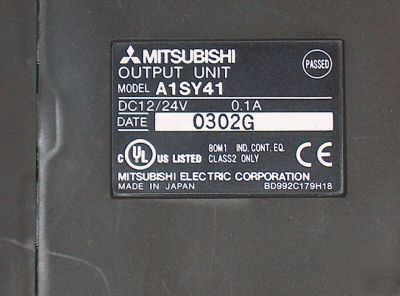 MITSUBISHI
OUTPUT UNIT
MODEL A1SY41
PASSED
DC12/24V 0.1A
DATE 0302G
C UL US LISTED 80M1 IND. CONT. EQ.
CLASS2 ONLY CE
MITSUBISHI ELECTRIC CORPORATION
MADE IN JAPAN BD992C179H18